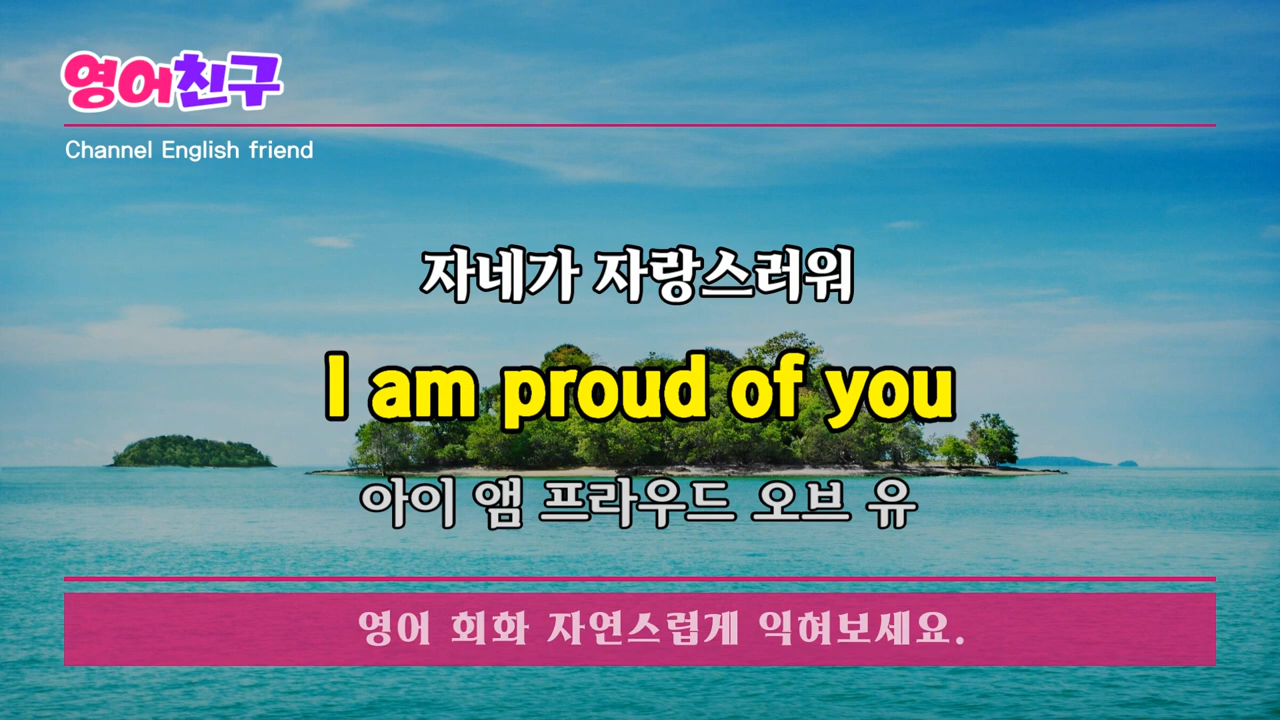 영어친구
Channel English friend
자네가 자랑스러워
I am proud of you
아이 앰 프라우드 오브 유
영어 회화 자연스럽게 익혀보세요.